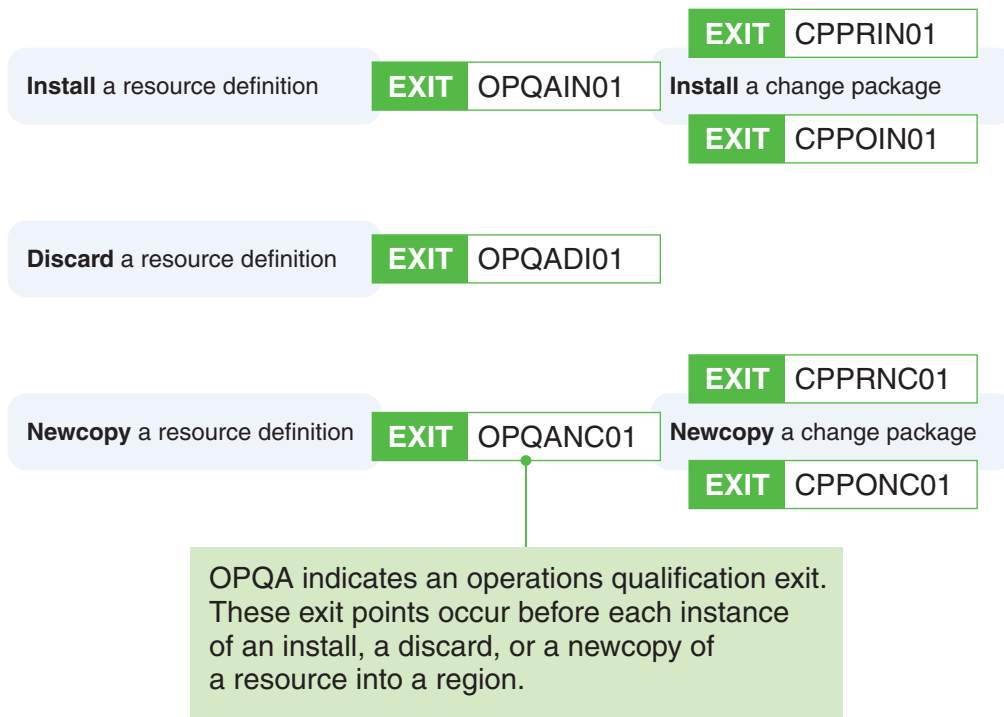 EXIT CPPRIN01
Install a resource definition
EXIT OPQAIN01
Install a change package
EXIT CPPOIN01
Discard a resource definition
EXIT OPQADI01
EXIT CPPRNC01
Newcopy a resource definition
EXIT OPQANC01
Newcopy a change package
EXIT CPPONC01
OPQA indicates an operations qualification exit.
These exit points occur before each instance
of an install, a discard, or a newcopy of
a resource into a region.